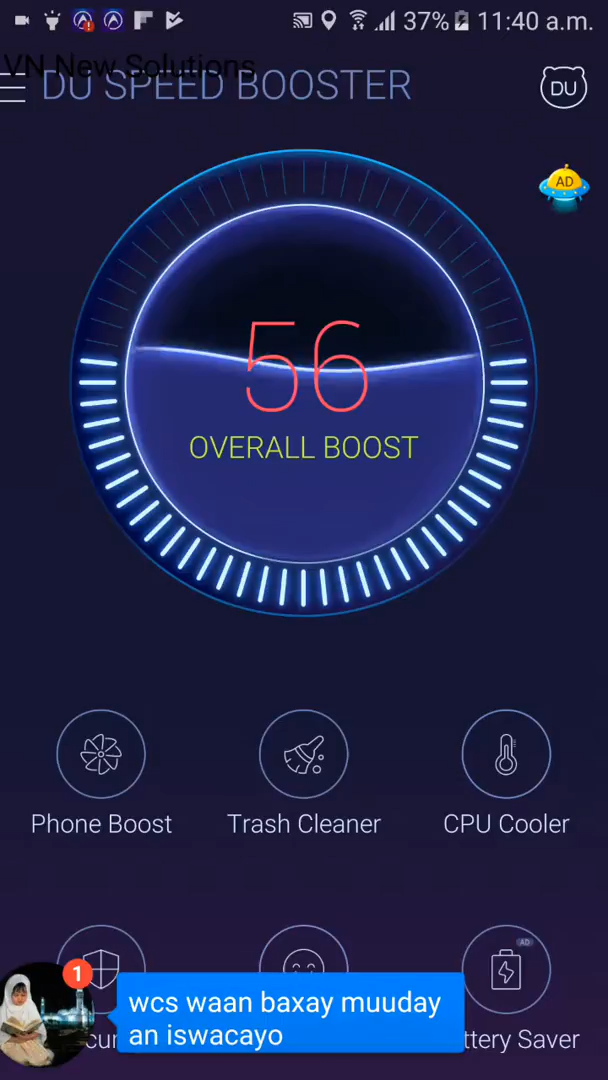 37% 11:40 a.m.
VN New Solutions
DU SPEED BOOSTER
DU
AD
56
OVERALL BOOST
Phone Boost
Trash Cleaner
CPU Cooler
AD
1
wcs waan baxay muuday
an iswacayo
ttery Saver